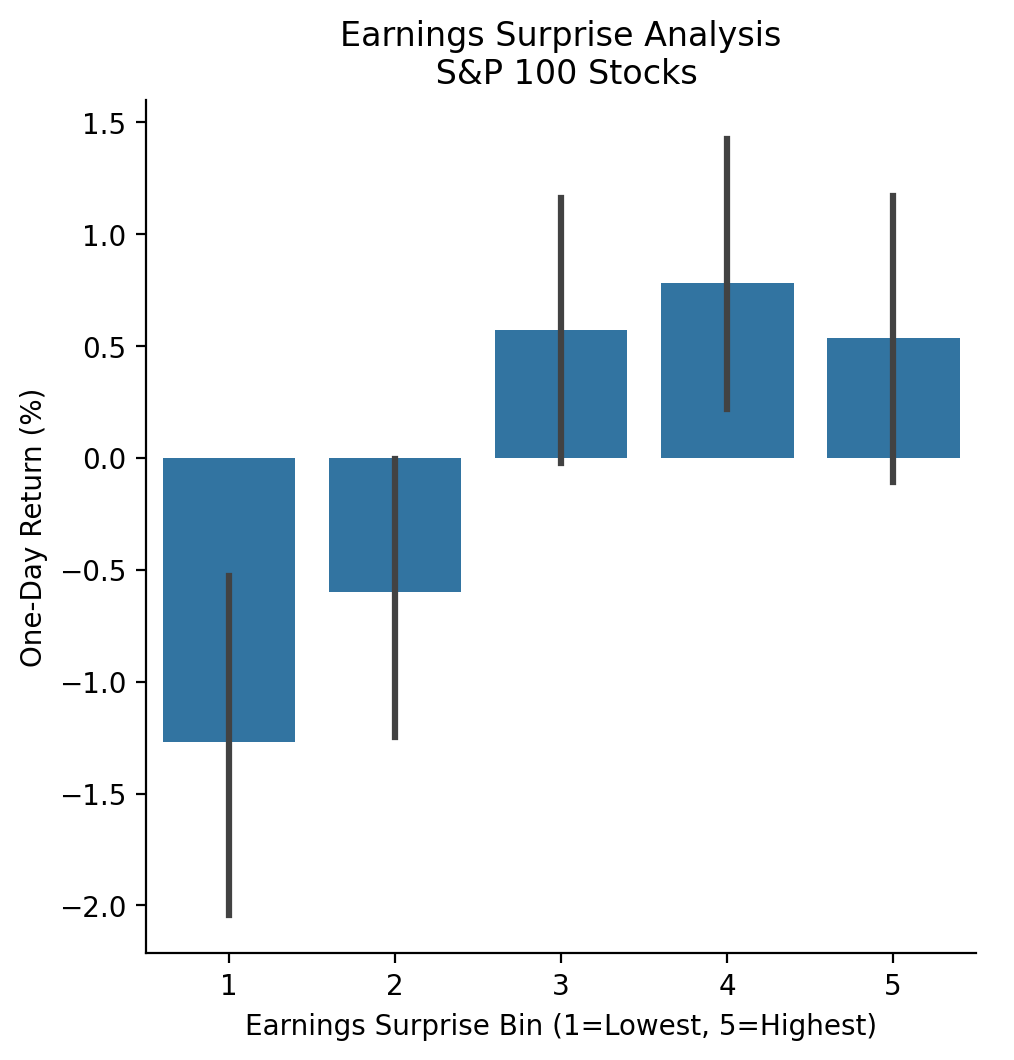 Earnings Surprise Analysis
S&P 100 Stocks
1.5
1.0
0.5
0.0
−0.5
−1.0
−1.5
−2.0
One-Day Return (%)
1 2 3 4 5
Earnings Surprise Bin (1=Lowest, 5=Highest)